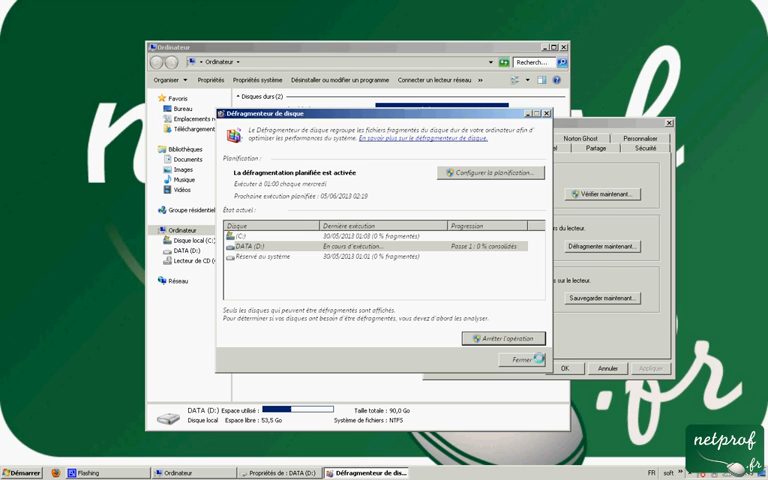 Ordinateur
Ordinateur
Recherch...
Organiser
Propriétés
Propriétés système
Désinstaller ou modifier un programme
Connecter un lecteur réseau
»
Favoris
Bureau
Emplacements r
Téléchargement
Bibliothèques
Documents
Images
Musique
Vidéos
Groupe résidentiel
Ordinateur
Disque local (C:)
DATA (D:)
Lecteur de CD (
Réseau
Disques durs (2)
Défragmenteur de disque
Le Défragmenteur de disque regroupe les fichiers fragmentés du disque dur de votre ordinateur afin d'
optimiser les performances du système. En savoir plus sur le défragmenteur de disque.
Planification :
La défragmentation planifiée est activée
Exécuter à 01:00 chaque mercredi
Prochaine exécution planifiée : 05/06/2013 02:19
Configurer la planification...
État actuel :
Disque Dernière exécution Progression
(C:) 30/05/2013 01:03 (0 % fragmentés)
DATA (D:) En cours d'exécution... Passe 1 : 0 % consolidés
Réservé au système 30/05/2013 01:01 (0 % fragmentés)
Seuls les disques qui peuvent être défragmentés sont affichés.
Pour déterminer si vos disques ont besoin d'être défragmentés, vous devez d'abord les analyser.
Arrêter l'opération
Fermer
Norton Ghost
Personnaliser
el
Partage
Sécurité
Vérifier maintenant...
du lecteur.
Défragmenter maintenant...
s sur le lecteur.
Sauvegarder maintenant...
OK
Annuler
Appliquer
DATA (D:) Espace utilisé : Taille totale : 90,0 Go
Disque local Espace libre : 53,5 Go Système de fichiers : NTFS
.fr
netprof
.fr
Démarrer
Flashing
Ordinateur
Propriétés de : DATA (D:)
Défragmenteur de dis...
FR
soft
»